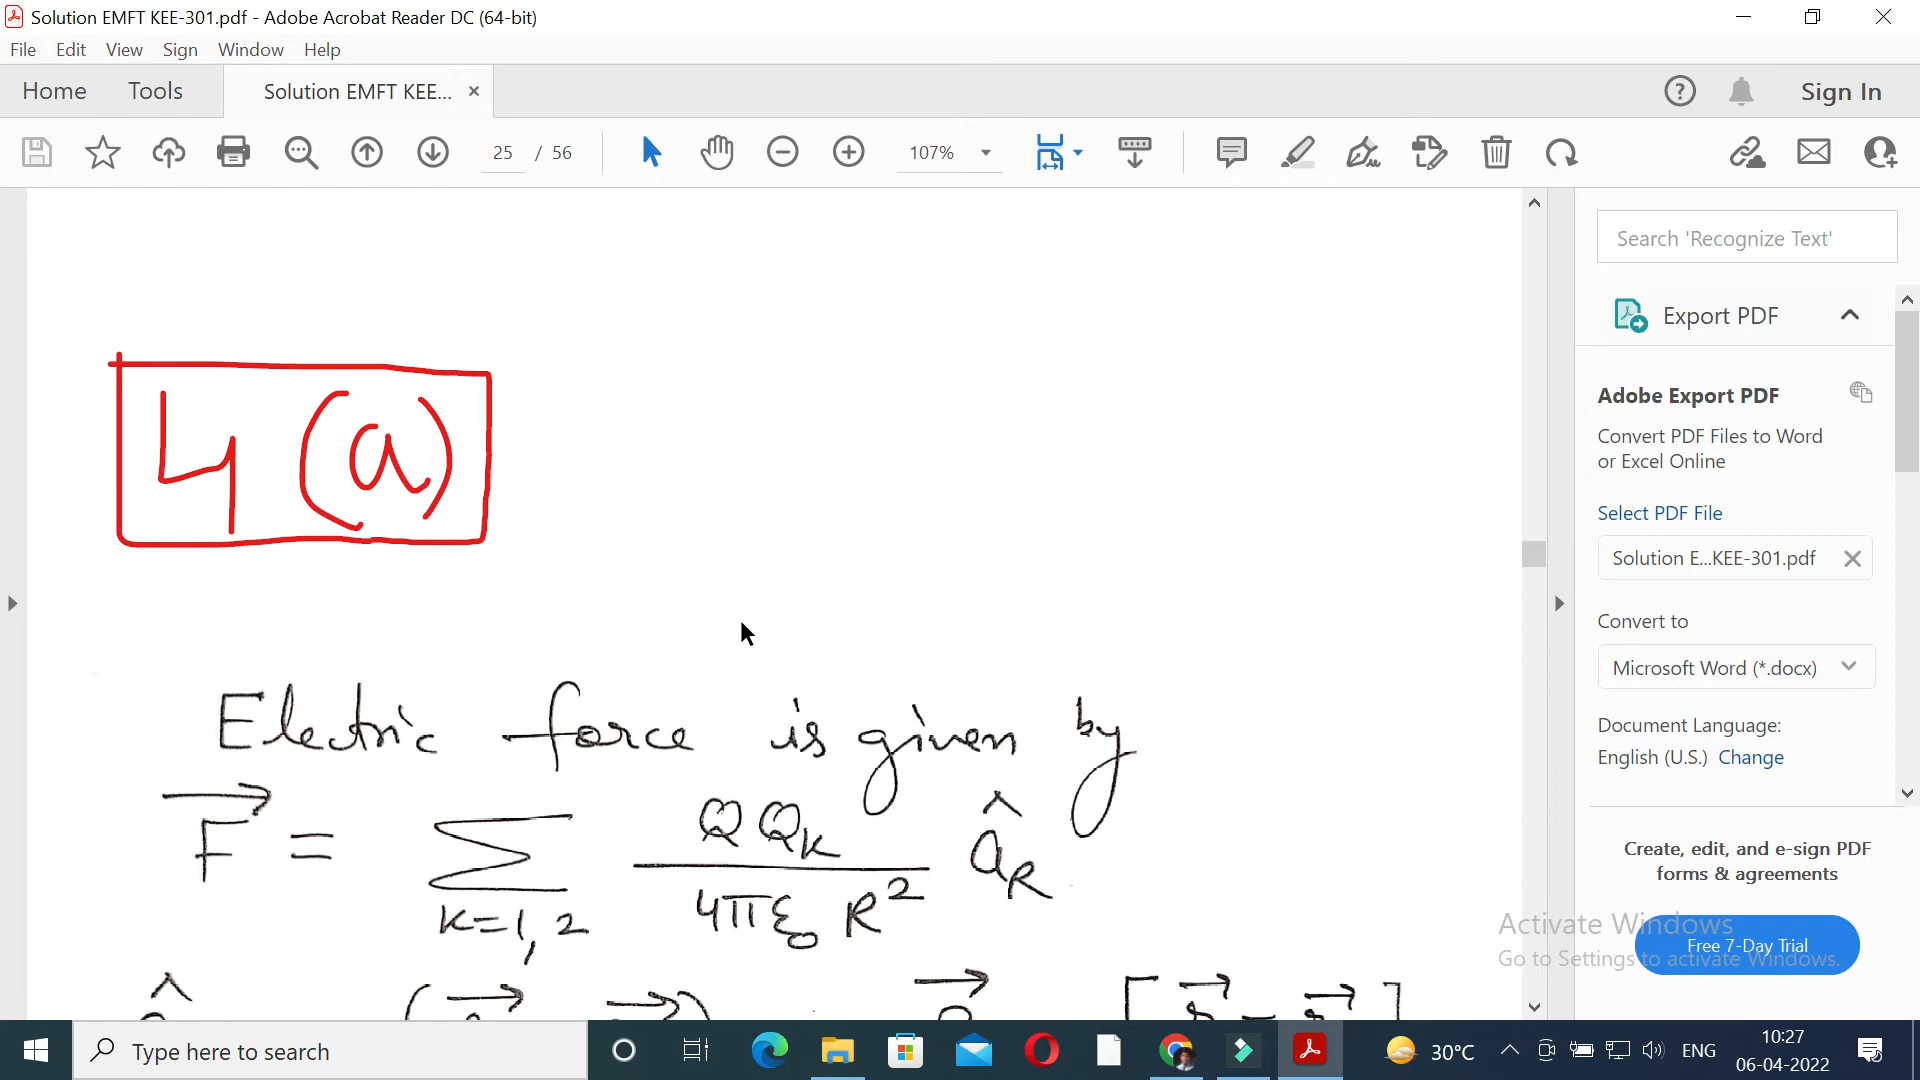 Solution EMFT KEE-301.pdf - Adobe Acrobat Reader DC (64-bit)
File Edit View Sign Window Help
Home Tools Solution EMFT KEE... × Sign In
25 / 56 107%
Search 'Recognize Text'
Export PDF
Adobe Export PDF
Convert PDF Files to Word
or Excel Online
Select PDF File
Solution E...KEE-301.pdf
Convert to
Microsoft Word (*.docx)
Document Language:
English (U.S.) Change
Create, edit, and e-sign PDF
forms & agreements
Free 7-Day Trial
Activate Windows
Go to Settings to activate Windows.
4 (a)
Electric force is given by
F⃗ = Σ k=1,2 Q Qk / 4πε₀ R² âR
Type here to search
30°C ENG 10:27
06-04-2022